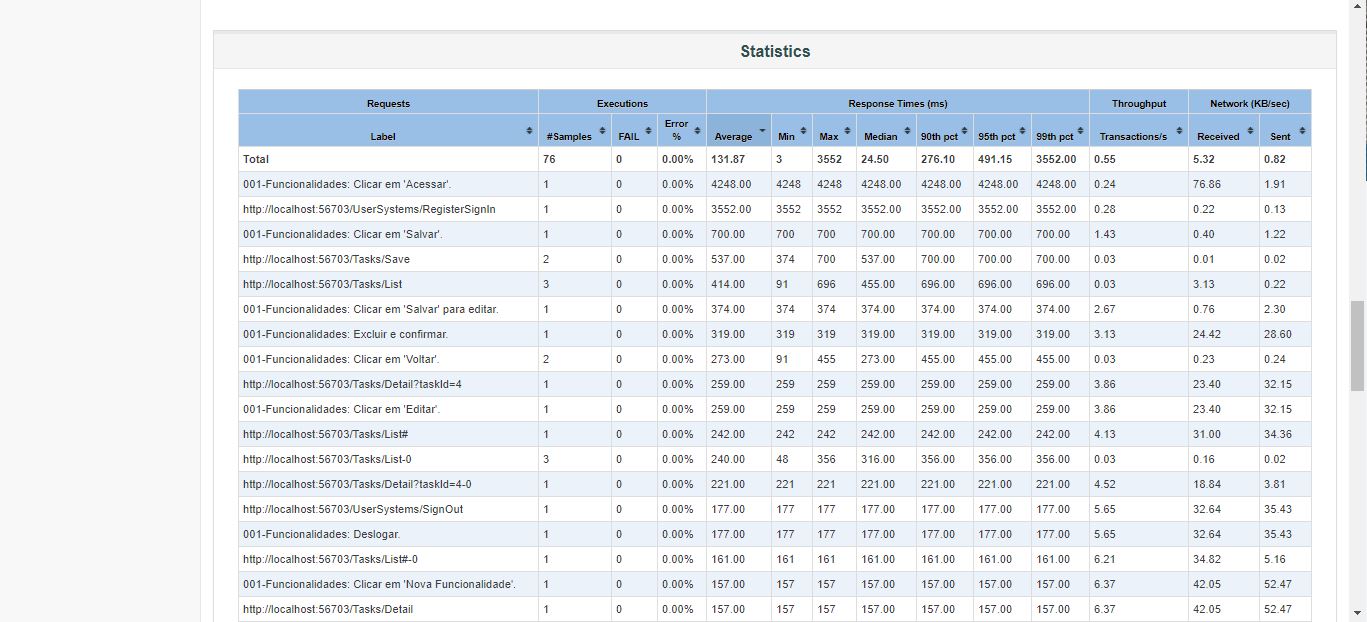 Statistics
Requests Executions Response Times (ms) Throughput Network (KB/sec)
Label #Samples FAIL Error % Average Min Max Median 90th pct 95th pct 99th pct Transactions/s Received Sent
Total 76 0 0.00% 131.87 3 3552 24.50 276.10 491.15 3552.00 0.55 5.32 0.82
001-Funcionalidades: Clicar em 'Acessar'. 1 0 0.00% 4248.00 4248 4248 4248.00 4248.00 4248.00 4248.00 0.24 76.86 1.91
http://localhost:56703/UserSystems/RegisterSignIn 1 0 0.00% 3552.00 3552 3552 3552.00 3552.00 3552.00 3552.00 0.28 0.22 0.13
001-Funcionalidades: Clicar em 'Salvar'. 1 0 0.00% 700.00 700 700 700.00 700.00 700.00 700.00 1.43 0.40 1.22
http://localhost:56703/Tasks/Save 2 0 0.00% 537.00 374 700 537.00 700.00 700.00 700.00 0.03 0.01 0.02
http://localhost:56703/Tasks/List 3 0 0.00% 414.00 91 696 455.00 696.00 696.00 696.00 0.03 3.13 0.22
001-Funcionalidades: Clicar em 'Salvar' para editar. 1 0 0.00% 374.00 374 374 374.00 374.00 374.00 374.00 2.67 0.76 2.30
001-Funcionalidades: Excluir e confirmar. 1 0 0.00% 319.00 319 319 319.00 319.00 319.00 319.00 3.13 24.42 28.60
001-Funcionalidades: Clicar em 'Voltar'. 2 0 0.00% 273.00 91 455 273.00 455.00 455.00 455.00 0.03 0.23 0.24
http://localhost:56703/Tasks/Detail?taskId=4 1 0 0.00% 259.00 259 259 259.00 259.00 259.00 259.00 3.86 23.40 32.15
001-Funcionalidades: Clicar em 'Editar'. 1 0 0.00% 259.00 259 259 259.00 259.00 259.00 259.00 3.86 23.40 32.15
http://localhost:56703/Tasks/List# 1 0 0.00% 242.00 242 242 242.00 242.00 242.00 242.00 4.13 31.00 34.36
http://localhost:56703/Tasks/List-0 3 0 0.00% 240.00 48 356 316.00 356.00 356.00 356.00 0.03 0.16 0.02
http://localhost:56703/Tasks/Detail?taskId=4-0 1 0 0.00% 221.00 221 221 221.00 221.00 221.00 221.00 4.52 18.84 3.81
http://localhost:56703/UserSystems/SignOut 1 0 0.00% 177.00 177 177 177.00 177.00 177.00 177.00 5.65 32.64 35.43
001-Funcionalidades: Deslogar. 1 0 0.00% 177.00 177 177 177.00 177.00 177.00 177.00 5.65 32.64 35.43
http://localhost:56703/Tasks/List#-0 1 0 0.00% 161.00 161 161 161.00 161.00 161.00 161.00 6.21 34.82 5.16
001-Funcionalidades: Clicar em 'Nova Funcionalidade'. 1 0 0.00% 157.00 157 157 157.00 157.00 157.00 157.00 6.37 42.05 52.47
http://localhost:56703/Tasks/Detail 1 0 0.00% 157.00 157 157 157.00 157.00 157.00 157.00 6.37 42.05 52.47